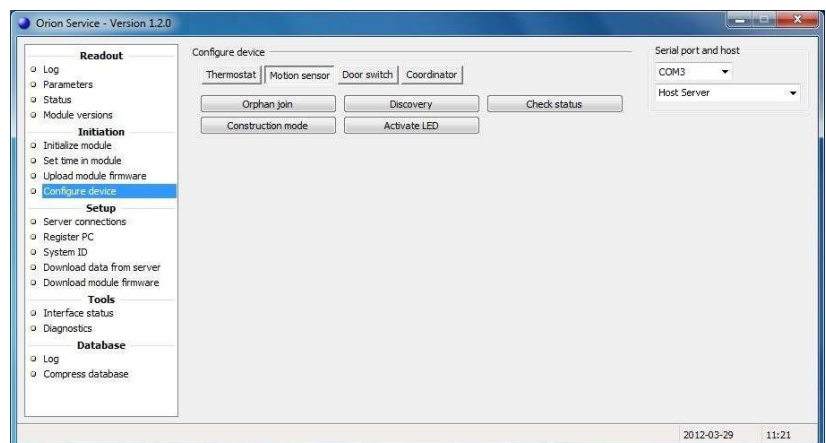 Orion Service - Version 1.2.0
Readout
Log
Parameters
Status
Module versions
Initiation
Initialize module
Set time in module
Upload module firmware
Configure device
Setup
Server connections
Register PC
System ID
Download data from server
Download module firmware
Tools
Interface status
Diagnostics
Database
Log
Compress database
Configure device
Thermostat Motion sensor Door switch Coordinator
Orphan join Discovery Check status
Construction mode Activate LED
Serial port and host
COM3
Host Server
2012-03-29 11:21